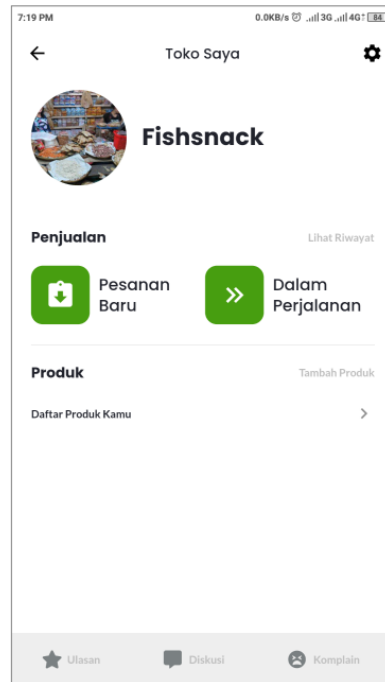 7:19 PM 0.0KB/s 3G 4G 84
Toko Saya
Fishsnack
Penjualan Lihat Riwayat
Pesanan Baru
Dalam Perjalanan
Produk Tambah Produk
Daftar Produk Kamu
Ulasan Diskusi Komplain